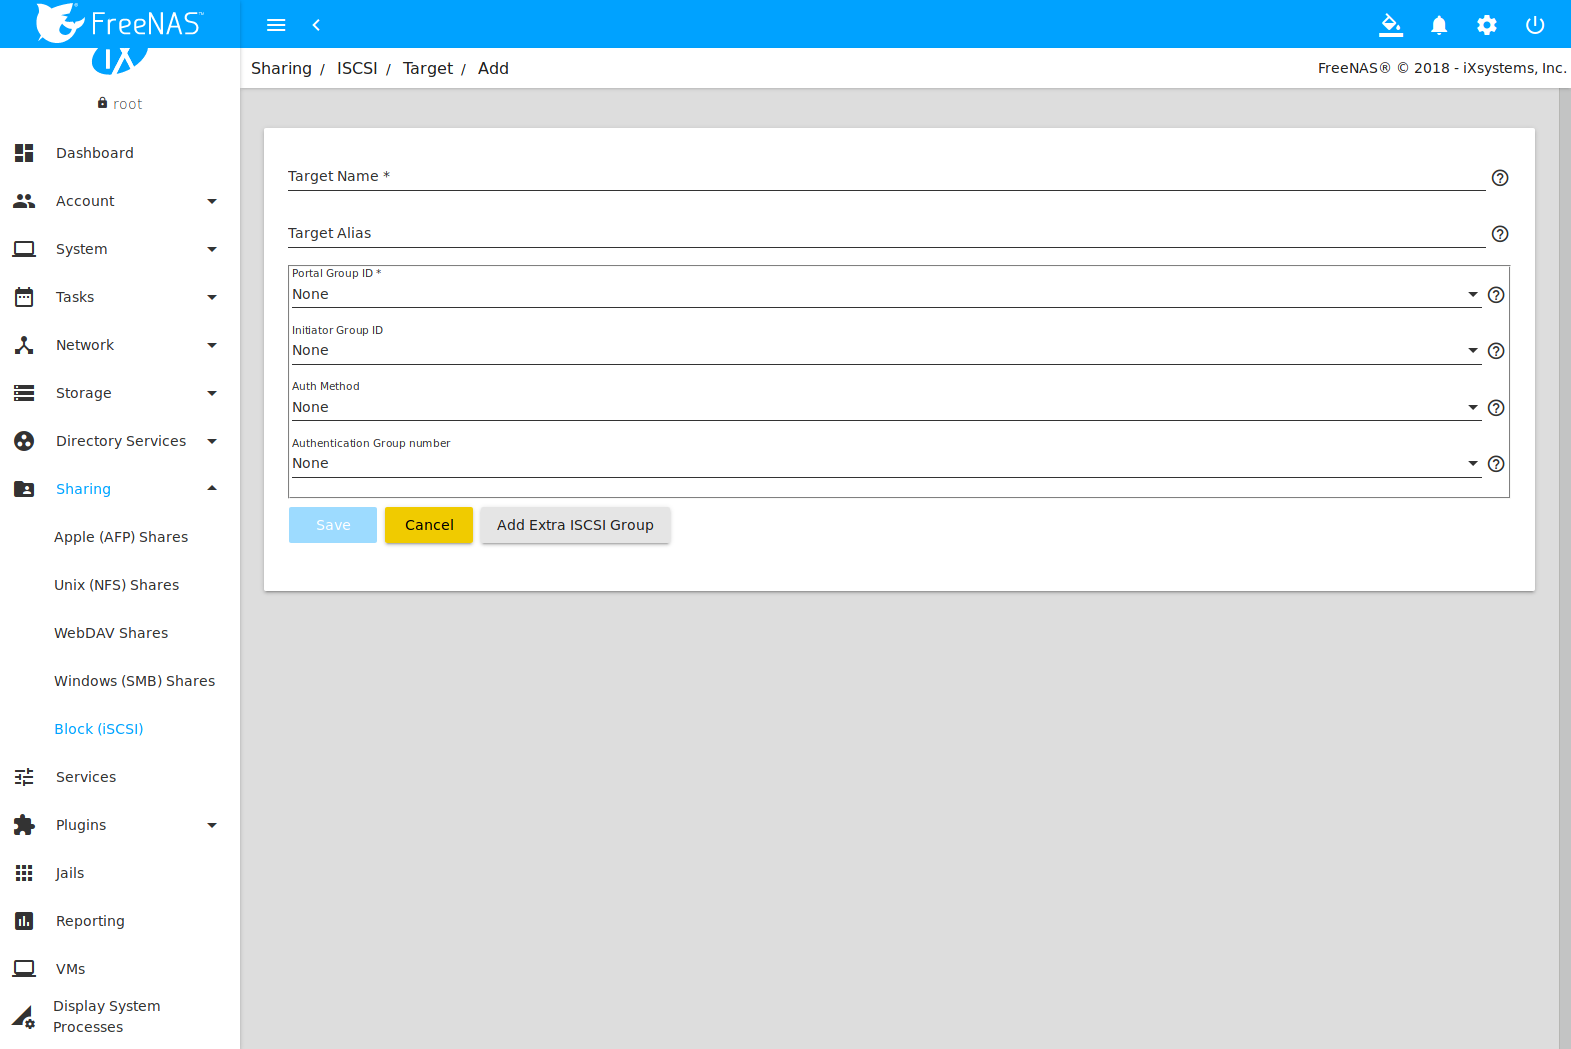 FreeNAS™
iX
root
Dashboard
Account
System
Tasks
Network
Storage
Directory Services
Sharing
Apple (AFP) Shares
Unix (NFS) Shares
WebDAV Shares
Windows (SMB) Shares
Block (iSCSI)
Services
Plugins
Jails
Reporting
VMs
Display System
Processes
Sharing / ISCSI / Target / Add
FreeNAS® © 2018 - iXsystems, Inc.
Target Name *
Target Alias
Portal Group ID *
None
Initiator Group ID
None
Auth Method
None
Authentication Group number
None
Save Cancel Add Extra ISCSI Group